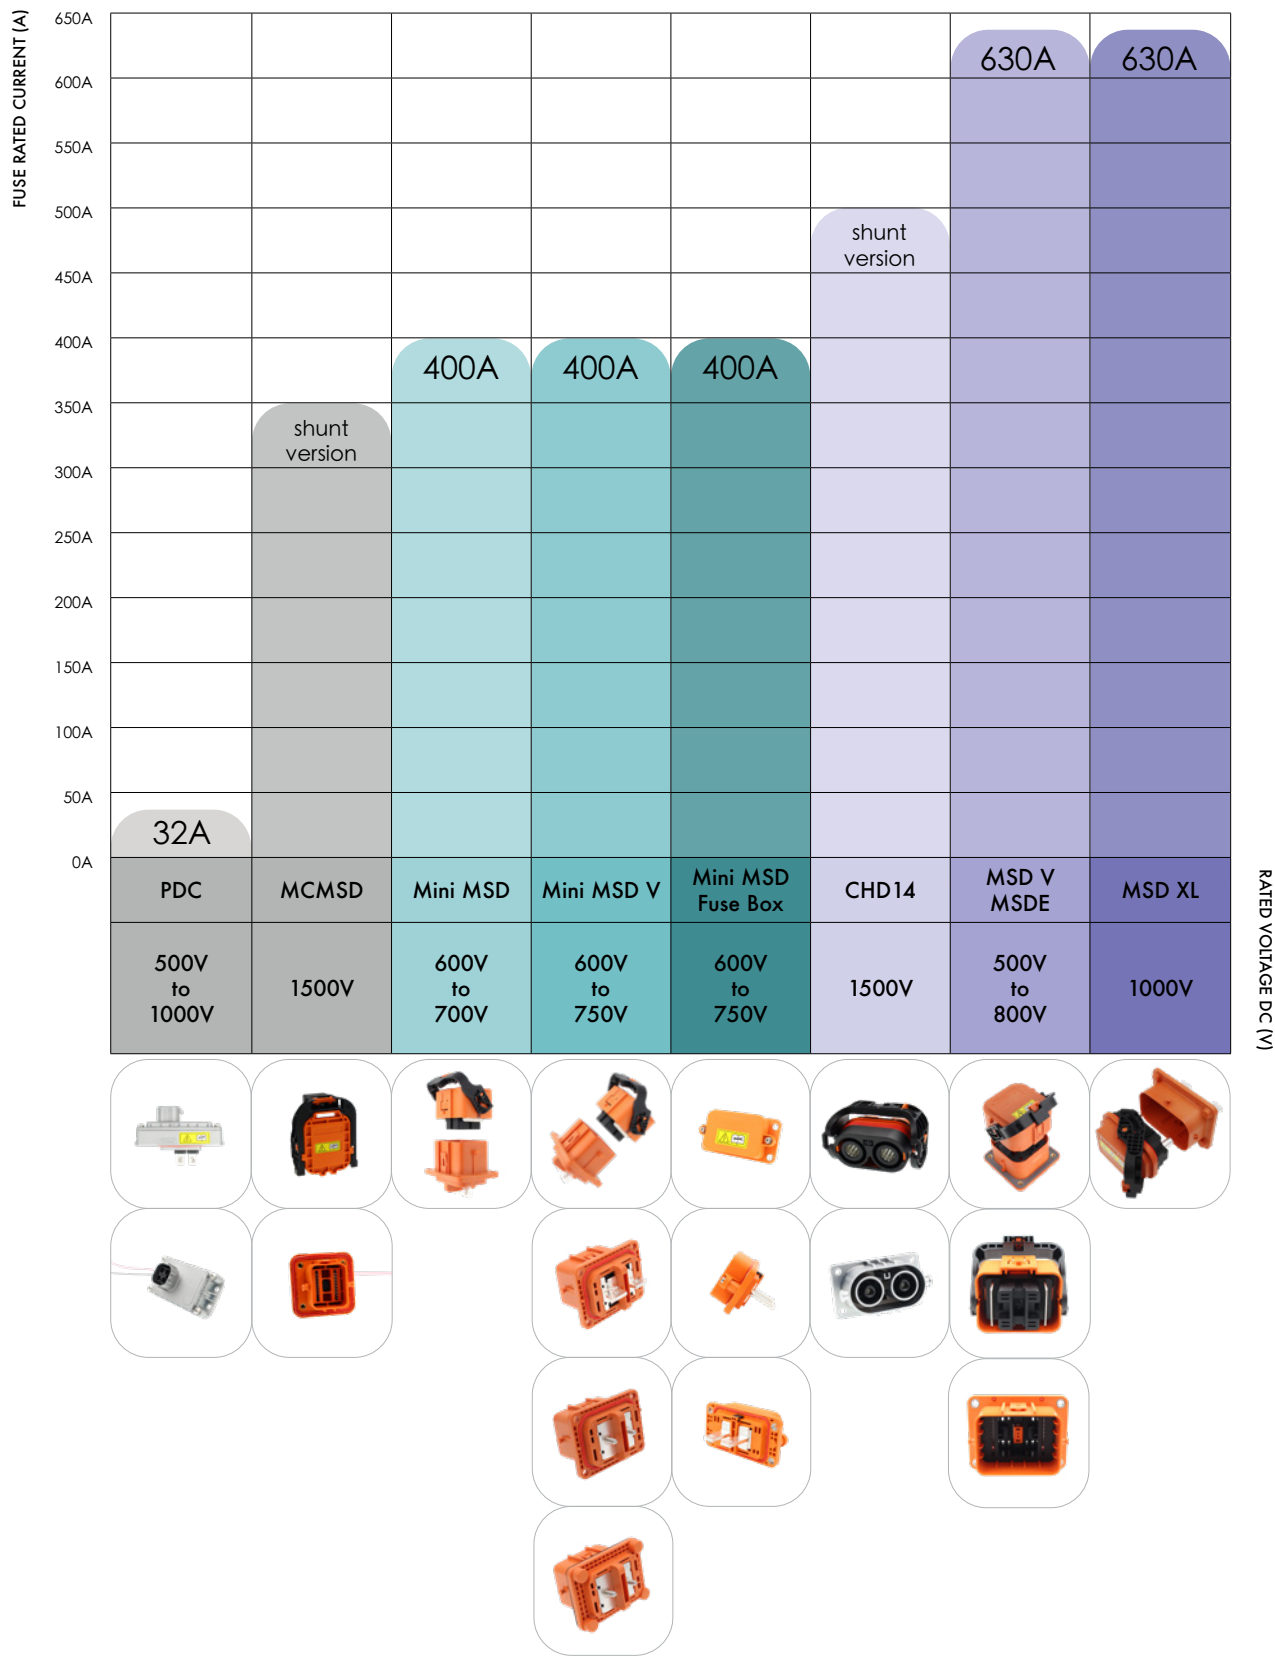 FUSE RATED CURRENT (A)
650A
600A
550A
500A
450A
400A
350A
300A
250A
200A
150A
100A
50A
0A
32A
shunt
version
400A
400A
400A
shunt
version
630A
630A
PDC
MCMSD
Mini MSD
Mini MSD V
Mini MSD
Fuse Box
CHD14
MSD V
MSDE
MSD XL
500V
to
1000V
1500V
600V
to
700V
600V
to
750V
600V
to
750V
1500V
500V
to
800V
1000V
RATED VOLTAGE DC (V)